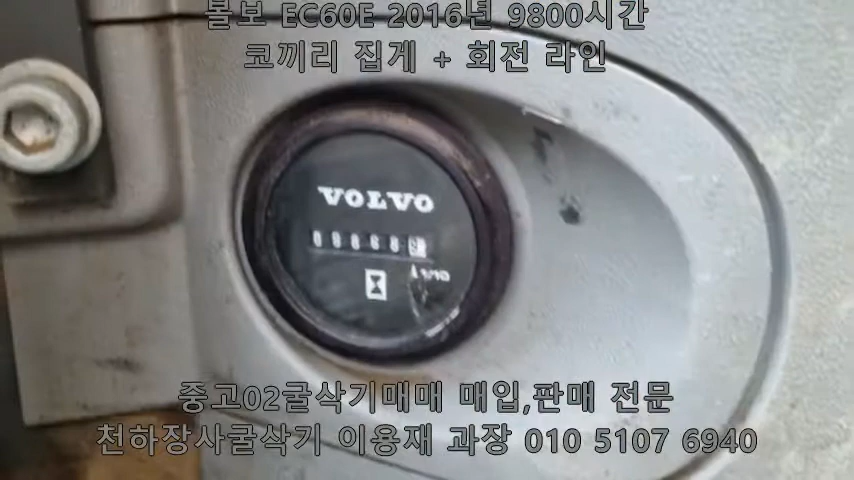 볼보 EC60E 2016년 9800시간
코끼리 집게 + 회전 라인
VOLVO
중고02굴삭기매매 매입,판매 전문
천하장사굴삭기 이용재 과장 010 5107 6940